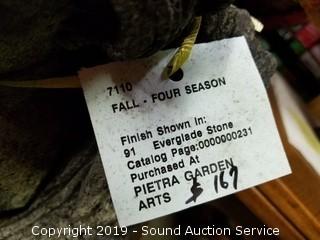 7110
FALL - FOUR SEASON
Finish Shown In:
91 Everglade Stone
Catalog Page:0000000231
Purchased At
PIETRA GARDEN
ARTS $ 167
Copyright 2019 - Sound Auction Service